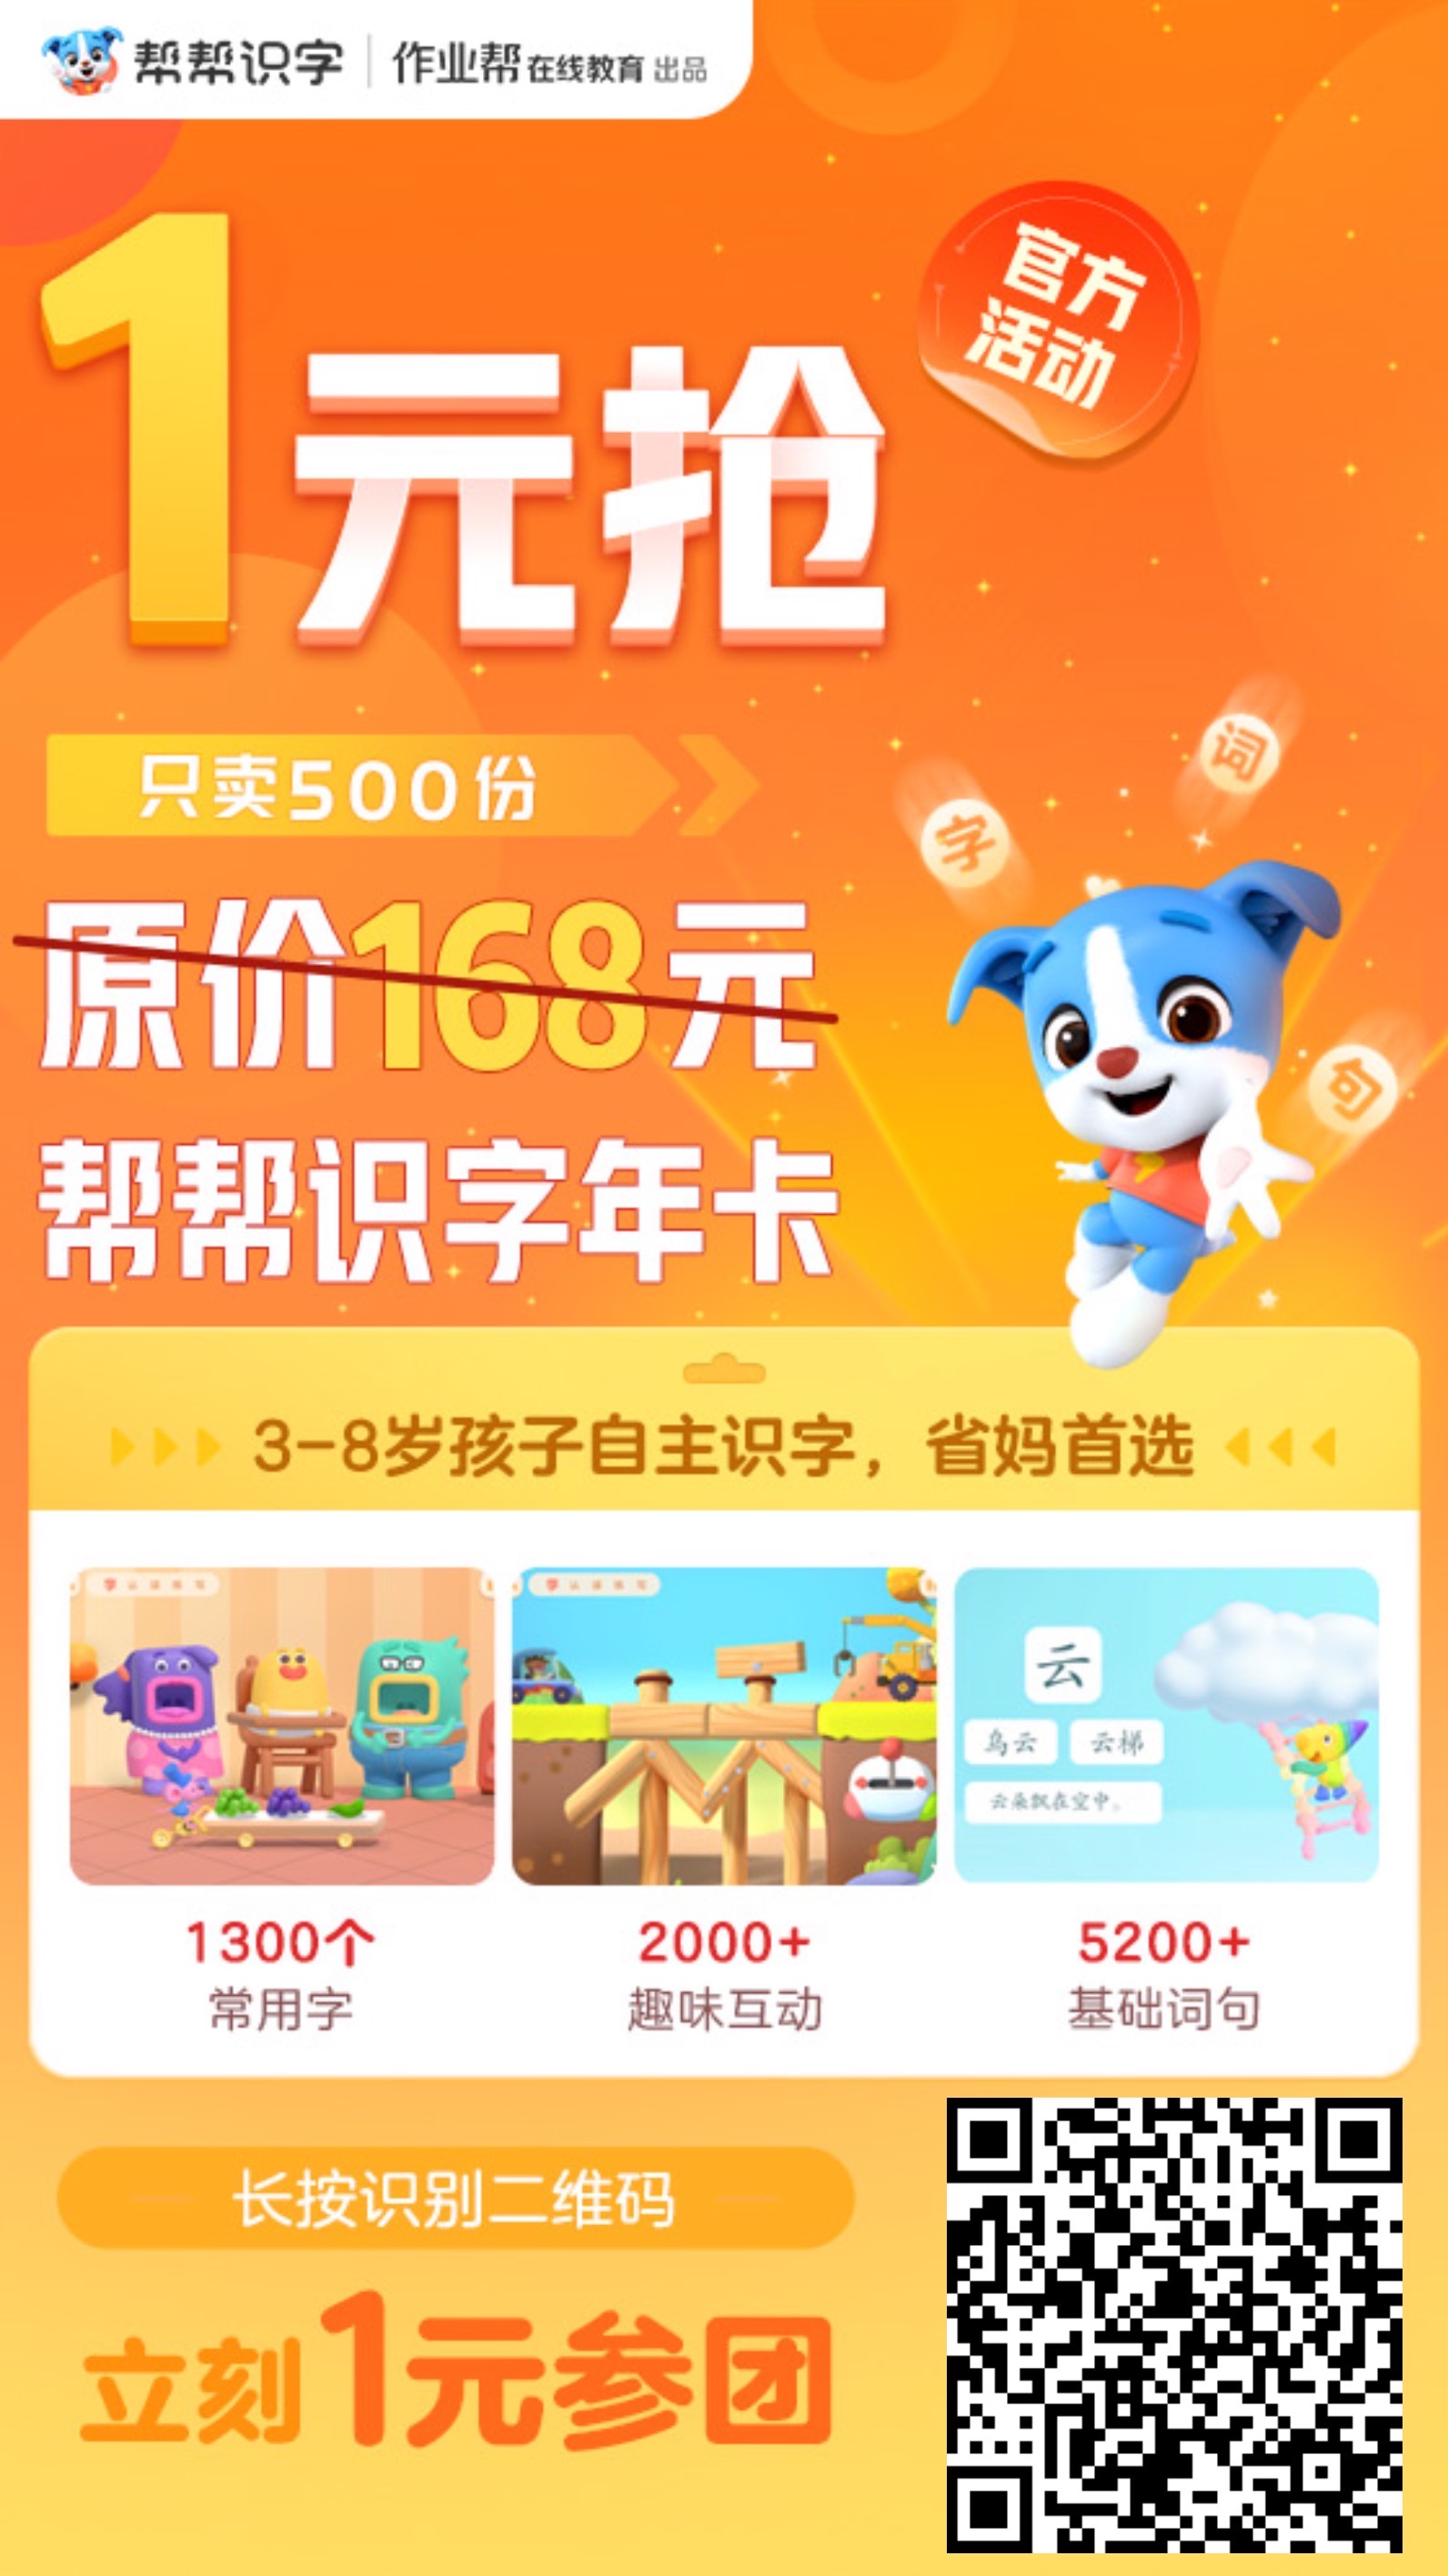 帮帮识字 作业帮在线教育 出品
官方
活动
1元抢
只卖500份
词
字
原价168元
句
帮帮识字年卡
3-8岁孩子自主识字，省妈首选
云
乌云 云梯
云朵飘在空中。
1300个 2000+ 5200+
常用字 趣味互动 基础词句
长按识别二维码
立刻1元参团